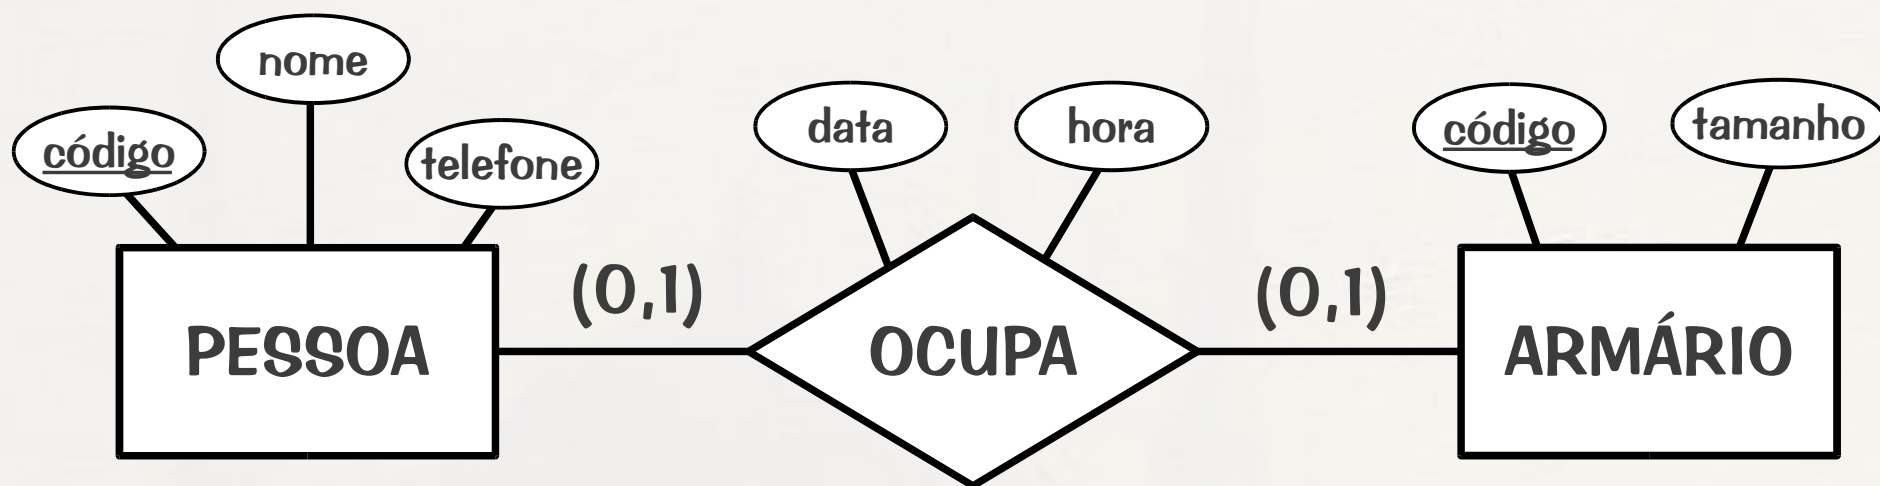 nome
código
telefone
data
hora
código
tamanho
(0,1)
(0,1)
PESSOA
OCUPA
ARMÁRIO